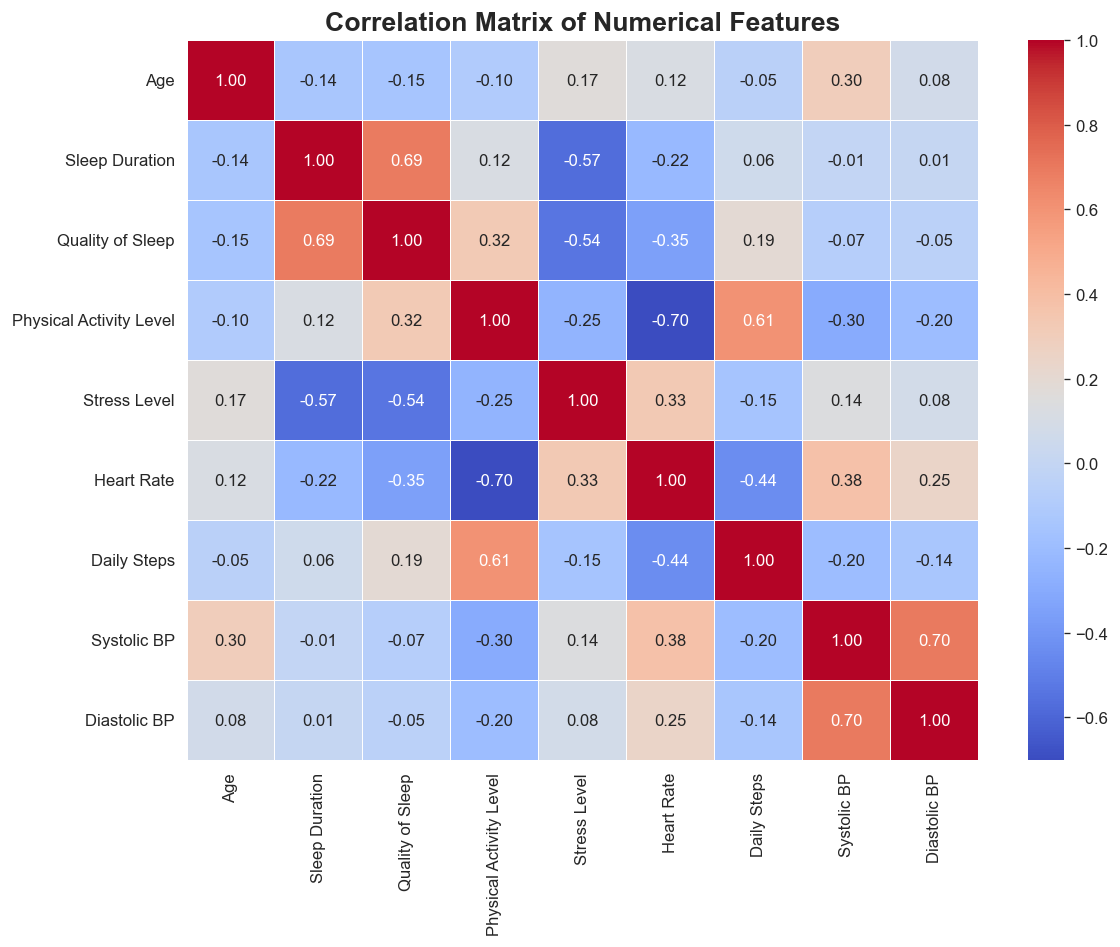 Correlation Matrix of Numerical Features
Age 1.00 -0.14 -0.15 -0.10 0.17 0.12 -0.05 0.30 0.08
Sleep Duration -0.14 1.00 0.69 0.12 -0.57 -0.22 0.06 -0.01 0.01
Quality of Sleep -0.15 0.69 1.00 0.32 -0.54 -0.35 0.19 -0.07 -0.05
Physical Activity Level -0.10 0.12 0.32 1.00 -0.25 -0.70 0.61 -0.30 -0.20
Stress Level 0.17 -0.57 -0.54 -0.25 1.00 0.33 -0.15 0.14 0.08
Heart Rate 0.12 -0.22 -0.35 -0.70 0.33 1.00 -0.44 0.38 0.25
Daily Steps -0.05 0.06 0.19 0.61 -0.15 -0.44 1.00 -0.20 -0.14
Systolic BP 0.30 -0.01 -0.07 -0.30 0.14 0.38 -0.20 1.00 0.70
Diastolic BP 0.08 0.01 -0.05 -0.20 0.08 0.25 -0.14 0.70 1.00
Age
Sleep Duration
Quality of Sleep
Physical Activity Level
Stress Level
Heart Rate
Daily Steps
Systolic BP
Diastolic BP
1.0
0.8
0.6
0.4
0.2
0.0
−0.2
−0.4
−0.6